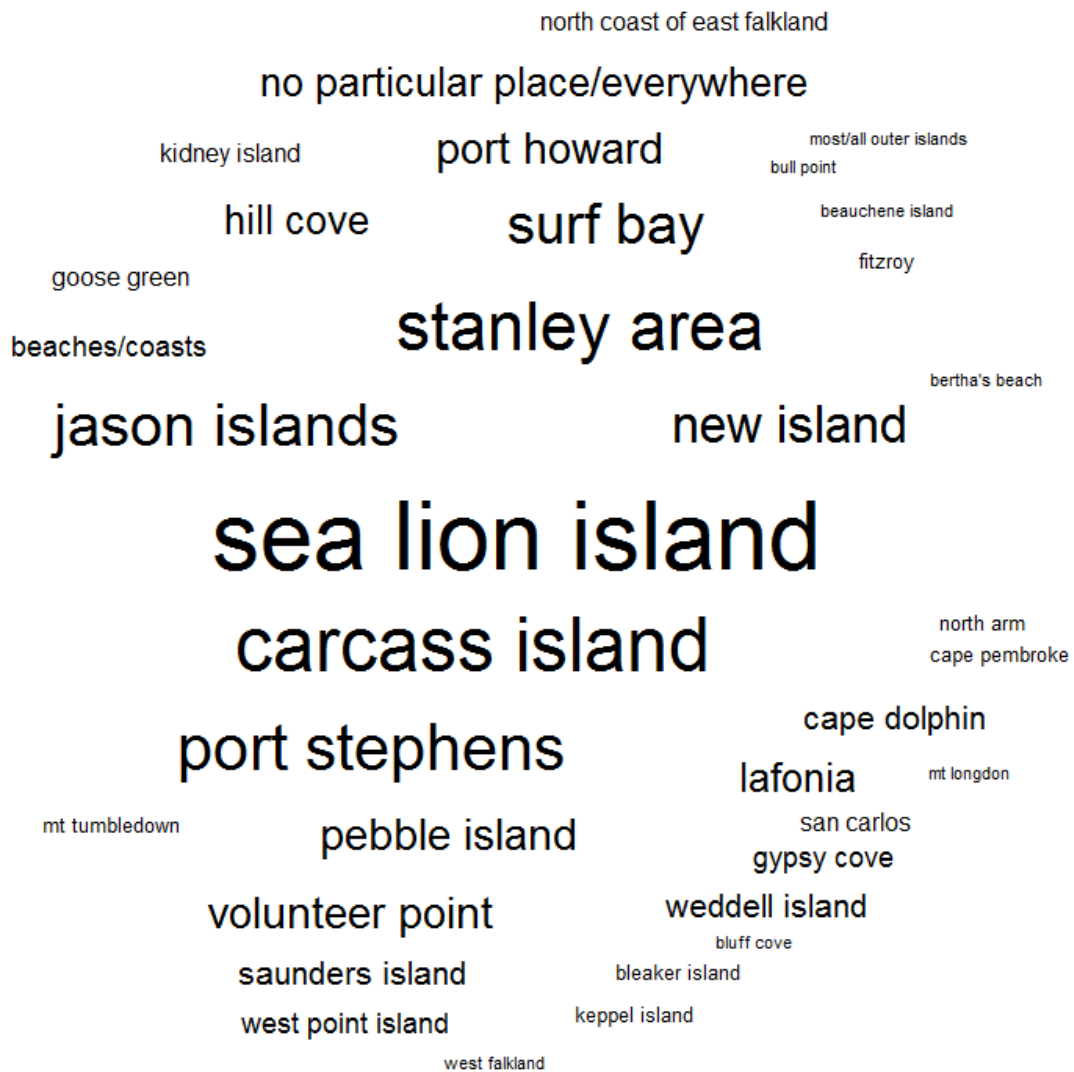 north coast of east falkland
no particular place/everywhere
most/all outer islands
kidney island
port howard
bull point
hill cove
surf bay
beauchene island
fitzroy
goose green
stanley area
beaches/coasts
bertha's beach
jason islands
new island
sea lion island
carcass island
north arm
cape pembroke
cape dolphin
port stephens
lafonia
mt longdon
mt tumbledown
pebble island
san carlos
gypsy cove
volunteer point
weddell island
bluff cove
saunders island
bleaker island
west point island
keppel island
west falkland